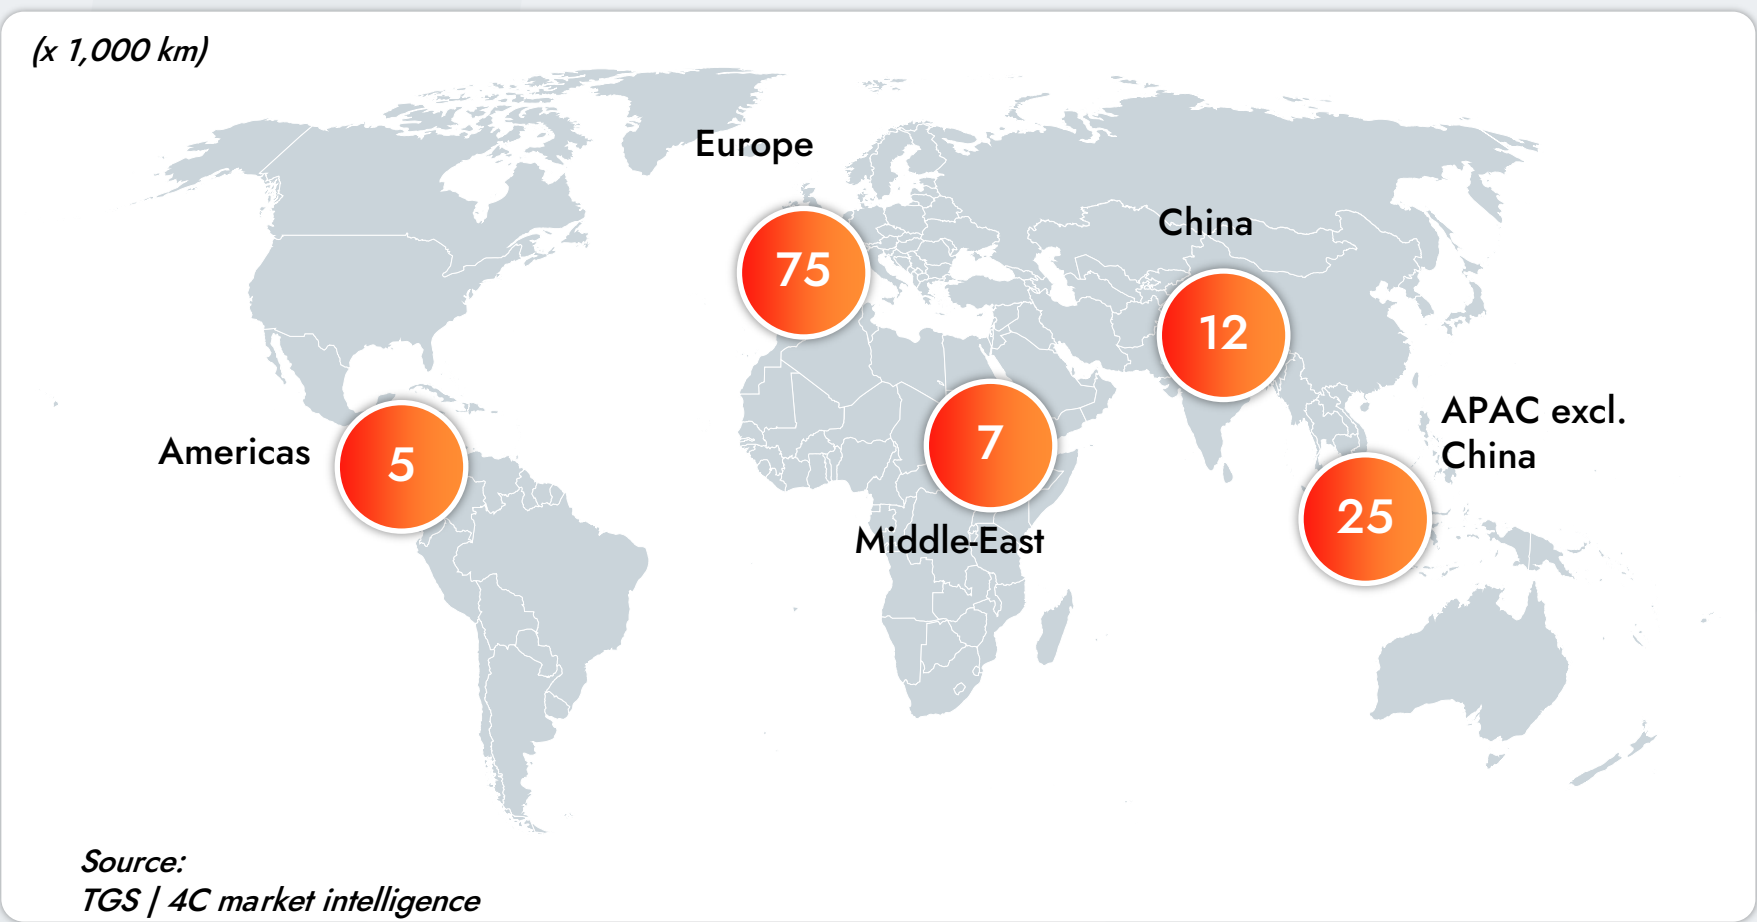 (x 1,000 km)
Europe
75
China
12
Americas
5
7
Middle-East
APAC excl.
China
25
Source:
TGS | 4C market intelligence